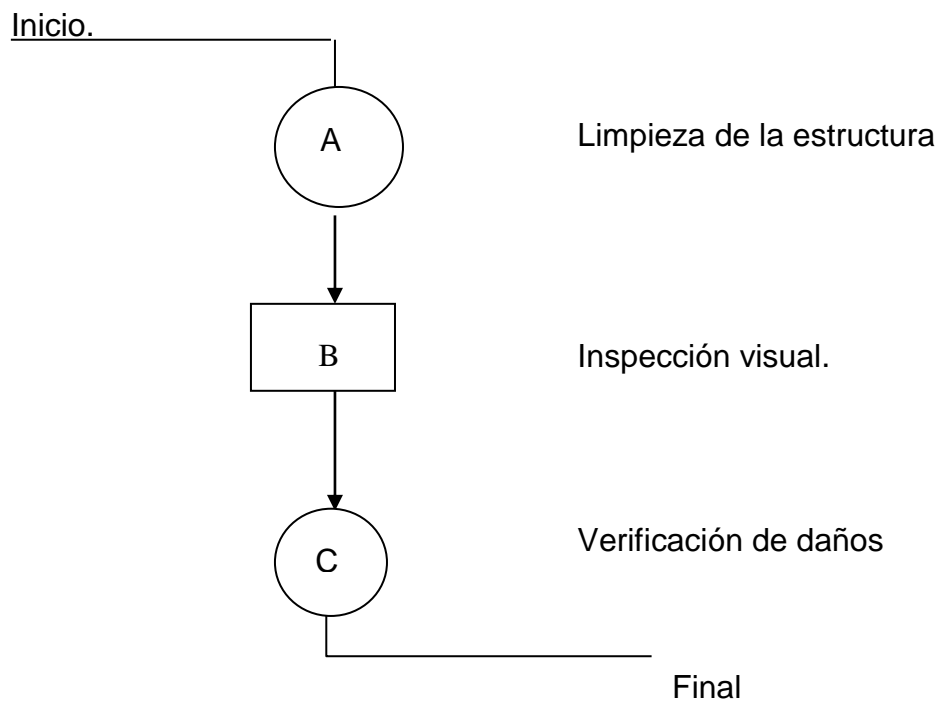 Inicio.
A
Limpieza de la estructura
B
Inspección visual.
C
Verificación de daños
Final